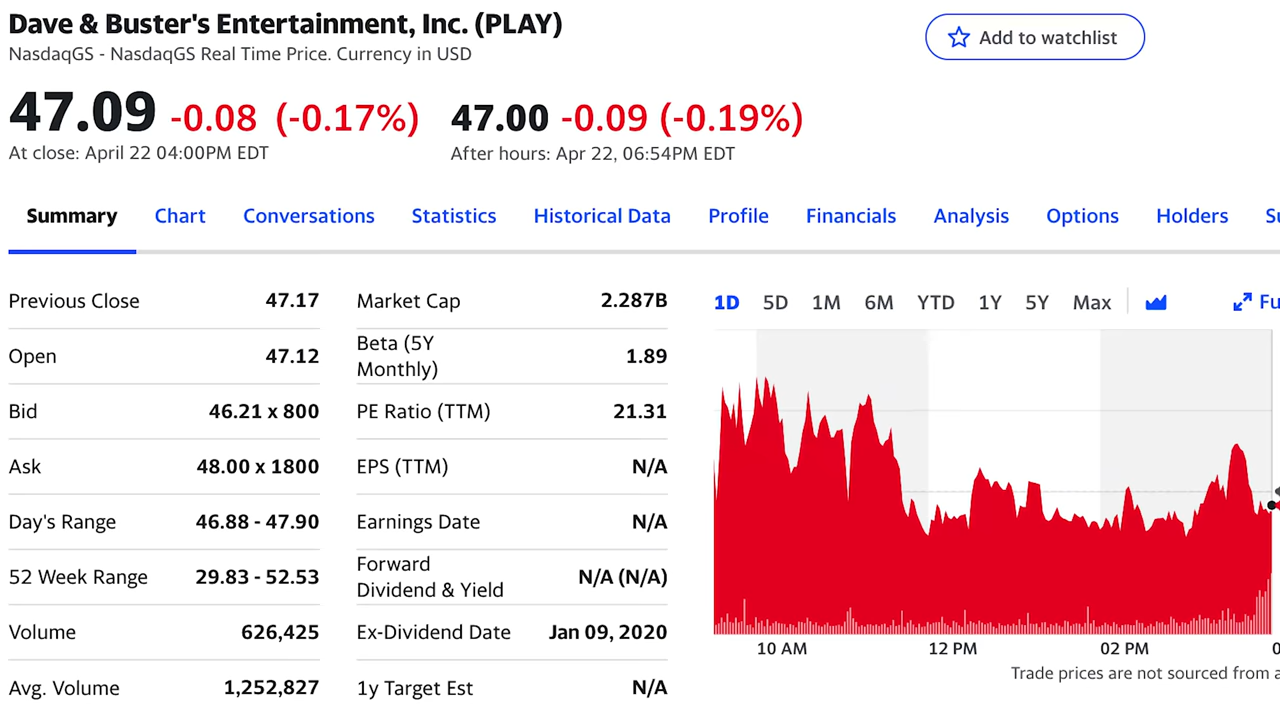 Dave & Buster's Entertainment, Inc. (PLAY)
NasdaqGS - NasdaqGS Real Time Price. Currency in USD
Add to watchlist
47.09 -0.08 (-0.17%)
At close: April 22 04:00PM EDT
47.00 -0.09 (-0.19%)
After hours: Apr 22, 06:54PM EDT
Summary Chart Conversations Statistics Historical Data Profile Financials Analysis Options Holders
Previous Close 47.17
Open 47.12
Bid 46.21 x 800
Ask 48.00 x 1800
Day's Range 46.88 - 47.90
52 Week Range 29.83 - 52.53
Volume 626,425
Avg. Volume 1,252,827
Market Cap 2.287B
Beta (5Y
Monthly) 1.89
PE Ratio (TTM) 21.31
EPS (TTM) N/A
Earnings Date N/A
Forward
Dividend & Yield N/A (N/A)
Ex-Dividend Date Jan 09, 2020
1y Target Est N/A
1D 5D 1M 6M YTD 1Y 5Y Max
10 AM 12 PM 02 PM
Trade prices are not sourced from